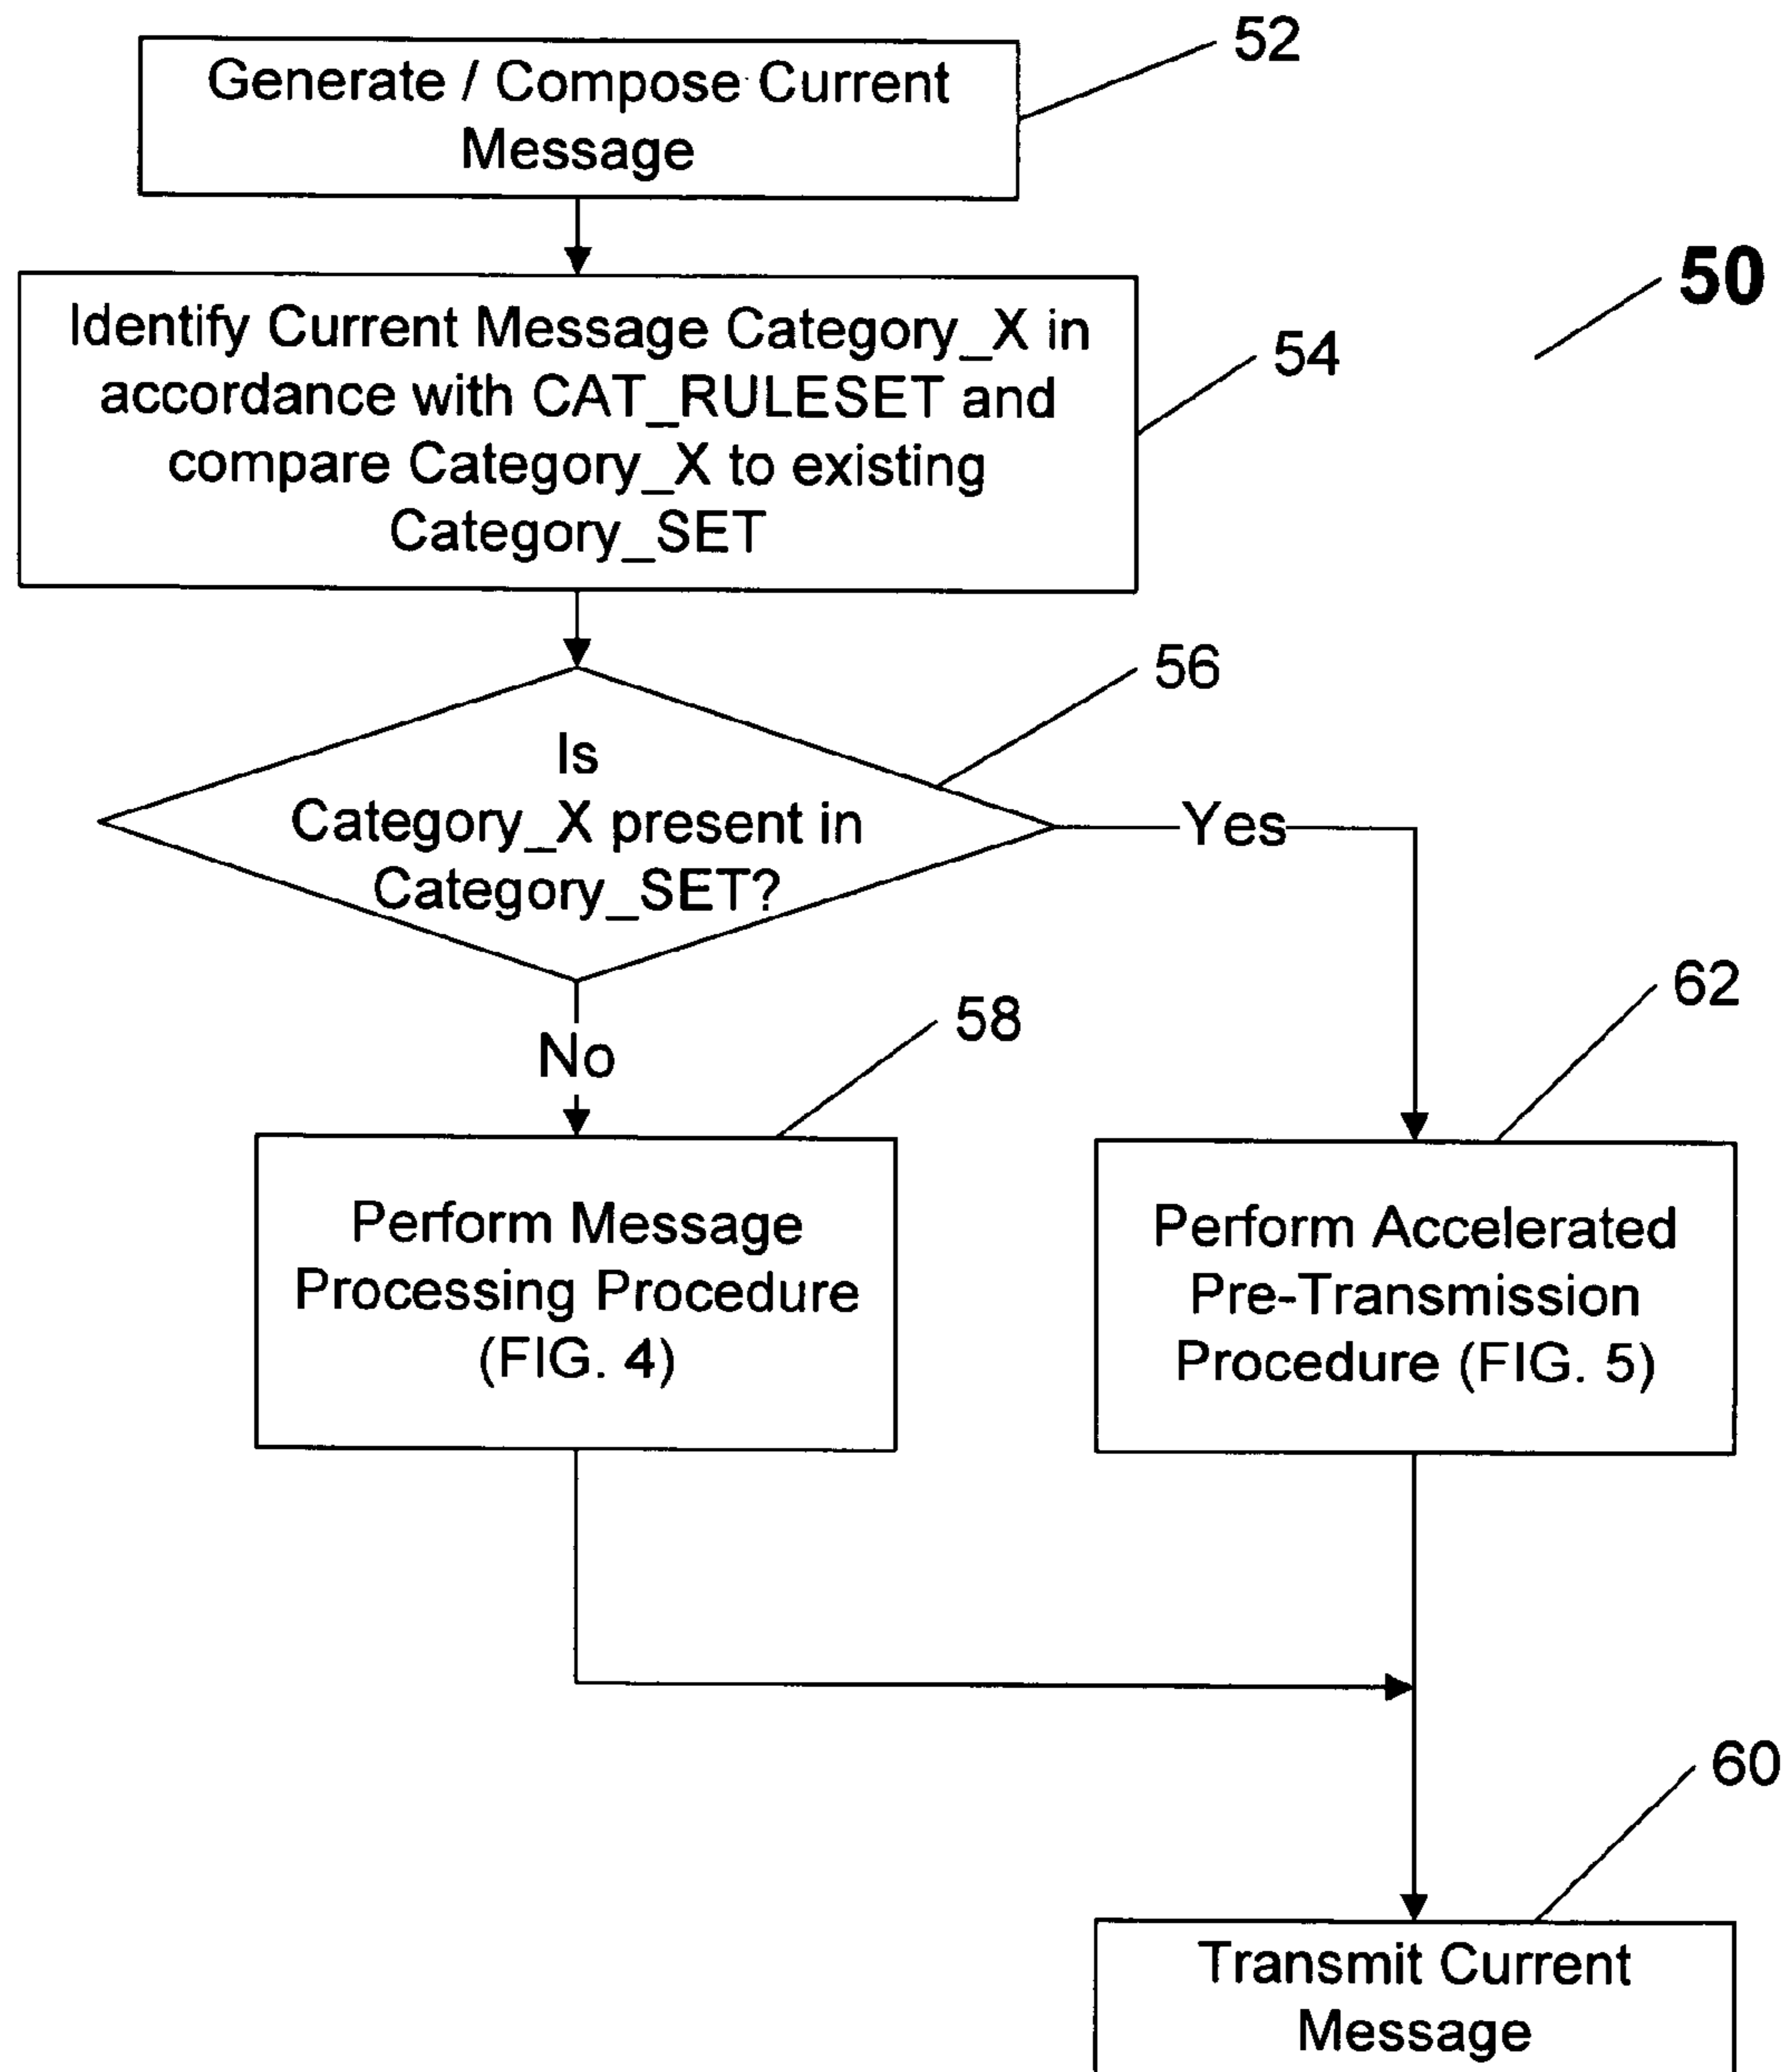 52
Generate / Compose Current
Message
50
Identify Current Message Category_X in
accordance with CAT_RULESET and
compare Category_X to existing
Category_SET
54
56
Is
Category_X present in
Category_SET?
Yes
No
58
62
Perform Message
Processing Procedure
(FIG. 4)
Perform Accelerated
Pre-Transmission
Procedure (FIG. 5)
60
Transmit Current
Message